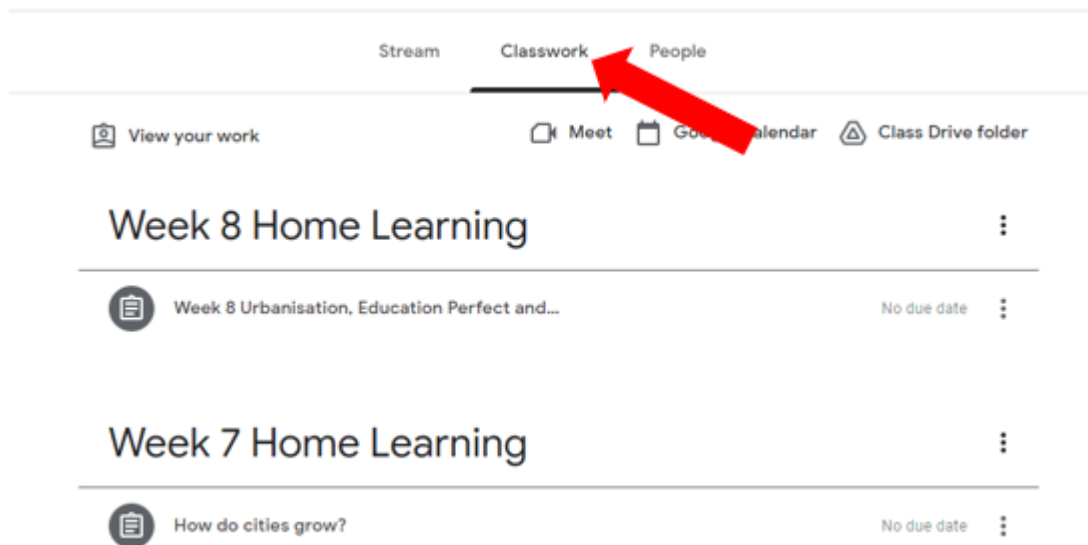 Stream Classwork People
View your work Meet Calendar Class Drive folder
Week 8 Home Learning
Week 8 Urbanisation, Education Perfect and... No due date
Week 7 Home Learning
How do cities grow? No due date